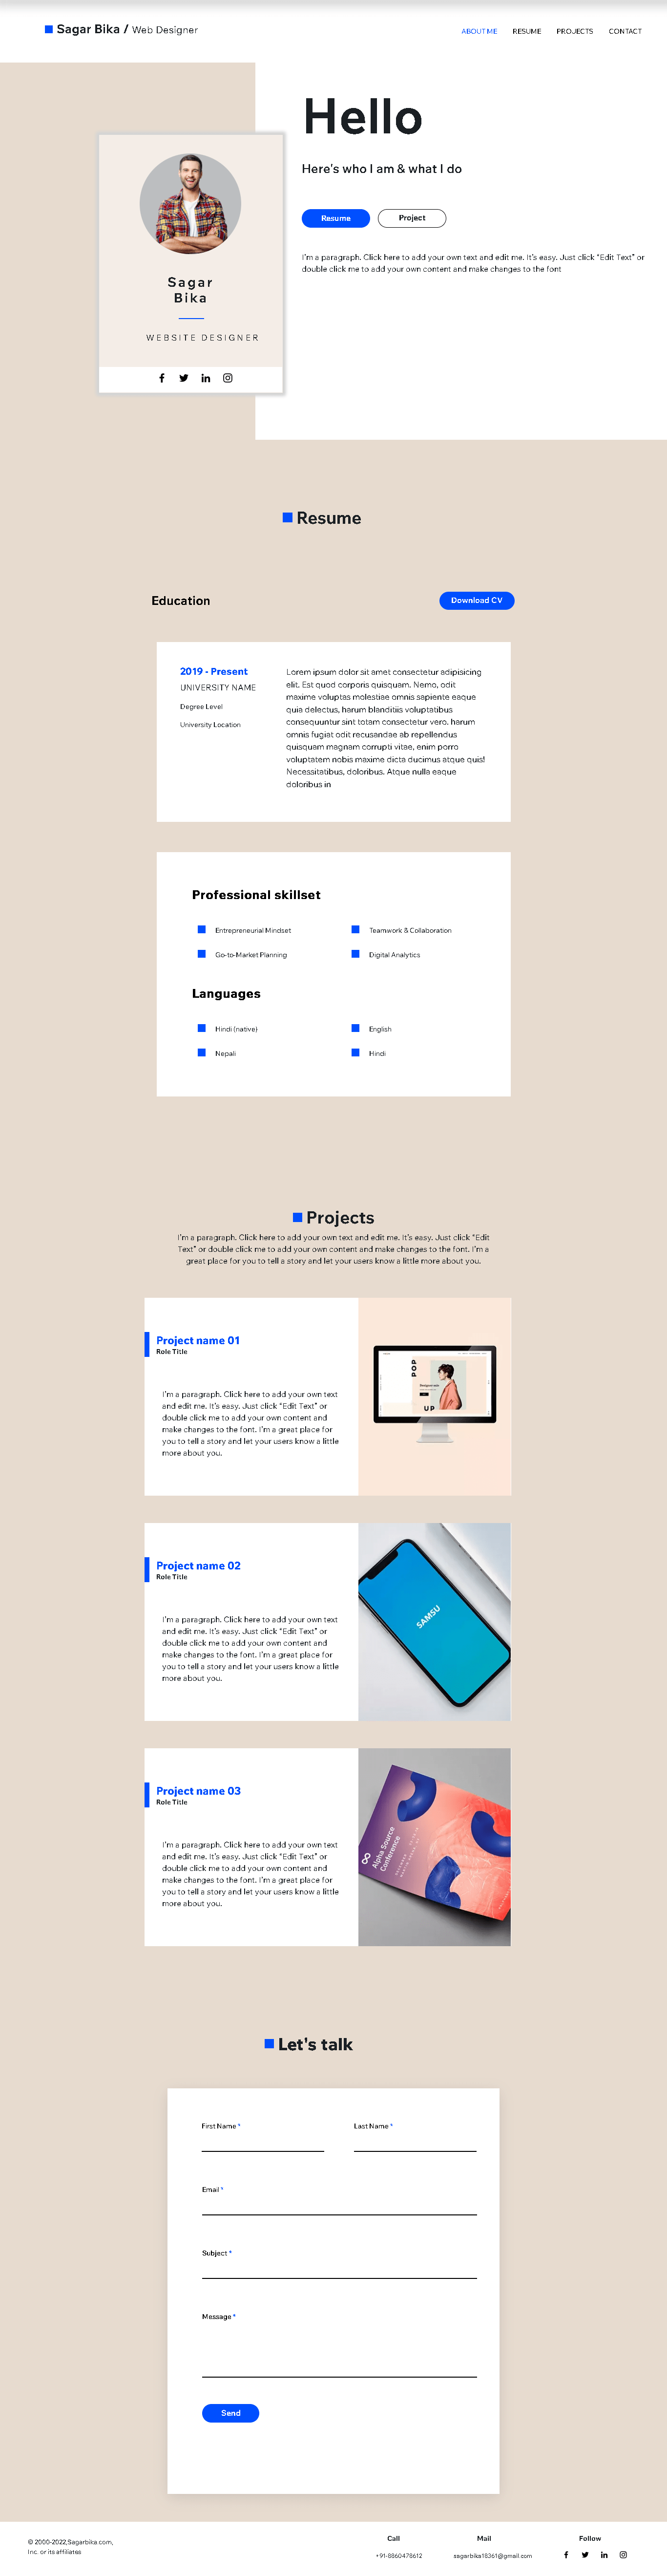 Sagar Bika / Web Designer
ABOUT ME RESUME PROJECTS CONTACT
Hello
Here's who I am & what I do
Resume Project
I'm a paragraph. Click here to add your own text and edit me. It's easy. Just click "Edit Text" or
double click me to add your own content and make changes to the font
Sagar
Bika
WEBSITE DESIGNER
Resume
Education
Download CV
2019 - Present
UNIVERSITY NAME
Degree Level
University Location
Lorem ipsum dolor sit amet consectetur adipisicing
elit. Est quod corporis quisquam. Nemo, odit
maxime voluptas molestiae omnis sapiente eaque
quia delectus, harum blanditiis voluptatibus
consequuntur sint totam consectetur vero. harum
omnis fugiat odit recusandae ab repellendus
quisquam magnam corrupti vitae, enim porro
voluptatem nobis maxime dicta ducimus atque quis!
Necessitatibus, doloribus. Atque nulla eaque
doloribus in
Professional skillset
Entrepreneurial Mindset
Teamwork & Collaboration
Go-to-Market Planning
Digital Analytics
Languages
Hindi (native)
English
Nepali
Hindi
Projects
I'm a paragraph. Click here to add your own text and edit me. It's easy. Just click "Edit
Text" or double click me to add your own content and make changes to the font. I'm a
great place for you to tell a story and let your users know a little more about you.
Project name 01
Role Title
I'm a paragraph. Click here to add your own text
and edit me. It's easy. Just click "Edit Text" or
double click me to add your own content and
make changes to the font. I'm a great place for
you to tell a story and let your users know a little
more about you.
POP
UP
Project name 02
Role Title
I'm a paragraph. Click here to add your own text
and edit me. It's easy. Just click "Edit Text" or
double click me to add your own content and
make changes to the font. I'm a great place for
you to tell a story and let your users know a little
more about you.
SAMSU
Project name 03
Role Title
I'm a paragraph. Click here to add your own text
and edit me. It's easy. Just click "Edit Text" or
double click me to add your own content and
make changes to the font. I'm a great place for
you to tell a story and let your users know a little
more about you.
Alpha Source
Conference
Let's talk
First Name *
Last Name *
Email *
Subject *
Message *
Send
© 2000-2022,Sagarbika.com,
Inc. or its affiliates
Call
+91-8860478612
Mail
sagarbika18361@gmail.com
Follow